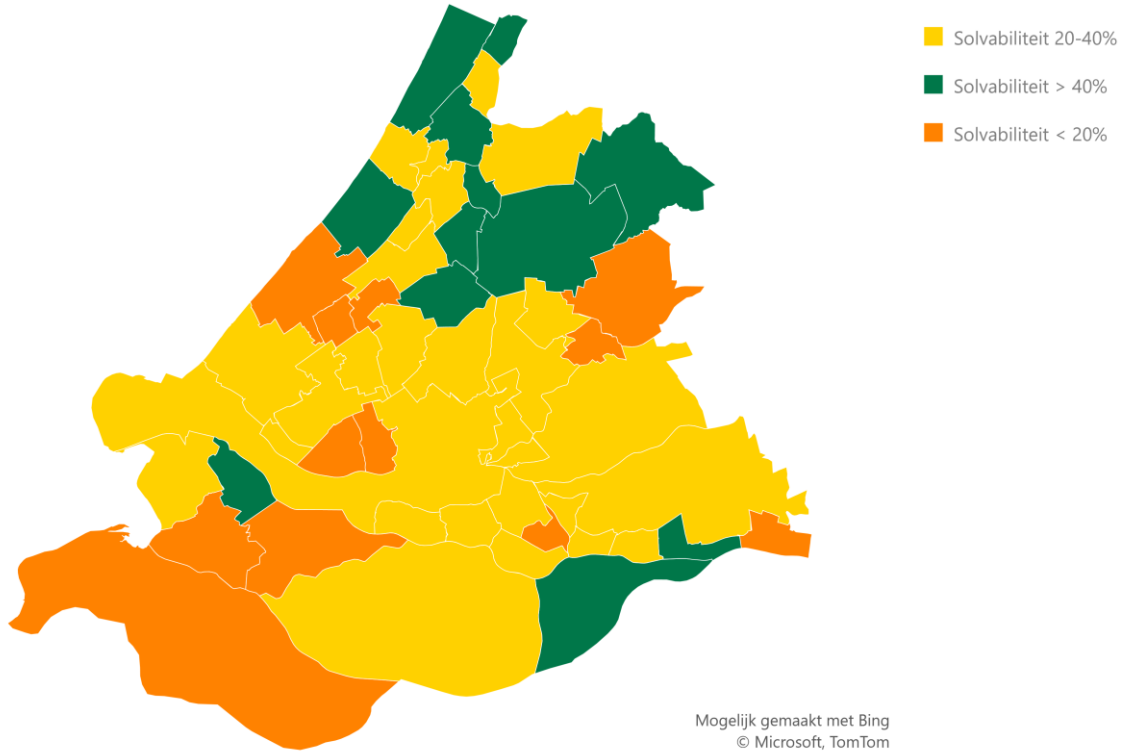 Solvabiliteit 20-40%
Solvabiliteit > 40%
Solvabiliteit < 20%
Mogelijk gemaakt met Bing
© Microsoft, TomTom